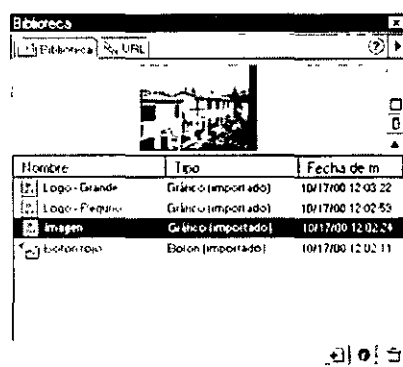 Biblioteca
Biblioteca URL
Nombre Tipo Fecha de m
Logo - Grande Gráfico (importado) 10/17/00 12:03:22
Logo - Pequño Gráfico (importado) 10/17/00 12:02:53
Imagen Gráfico (importado) 10/17/00 12:02:24
Boton rojo Boton (importado) 10/17/00 12:02:11